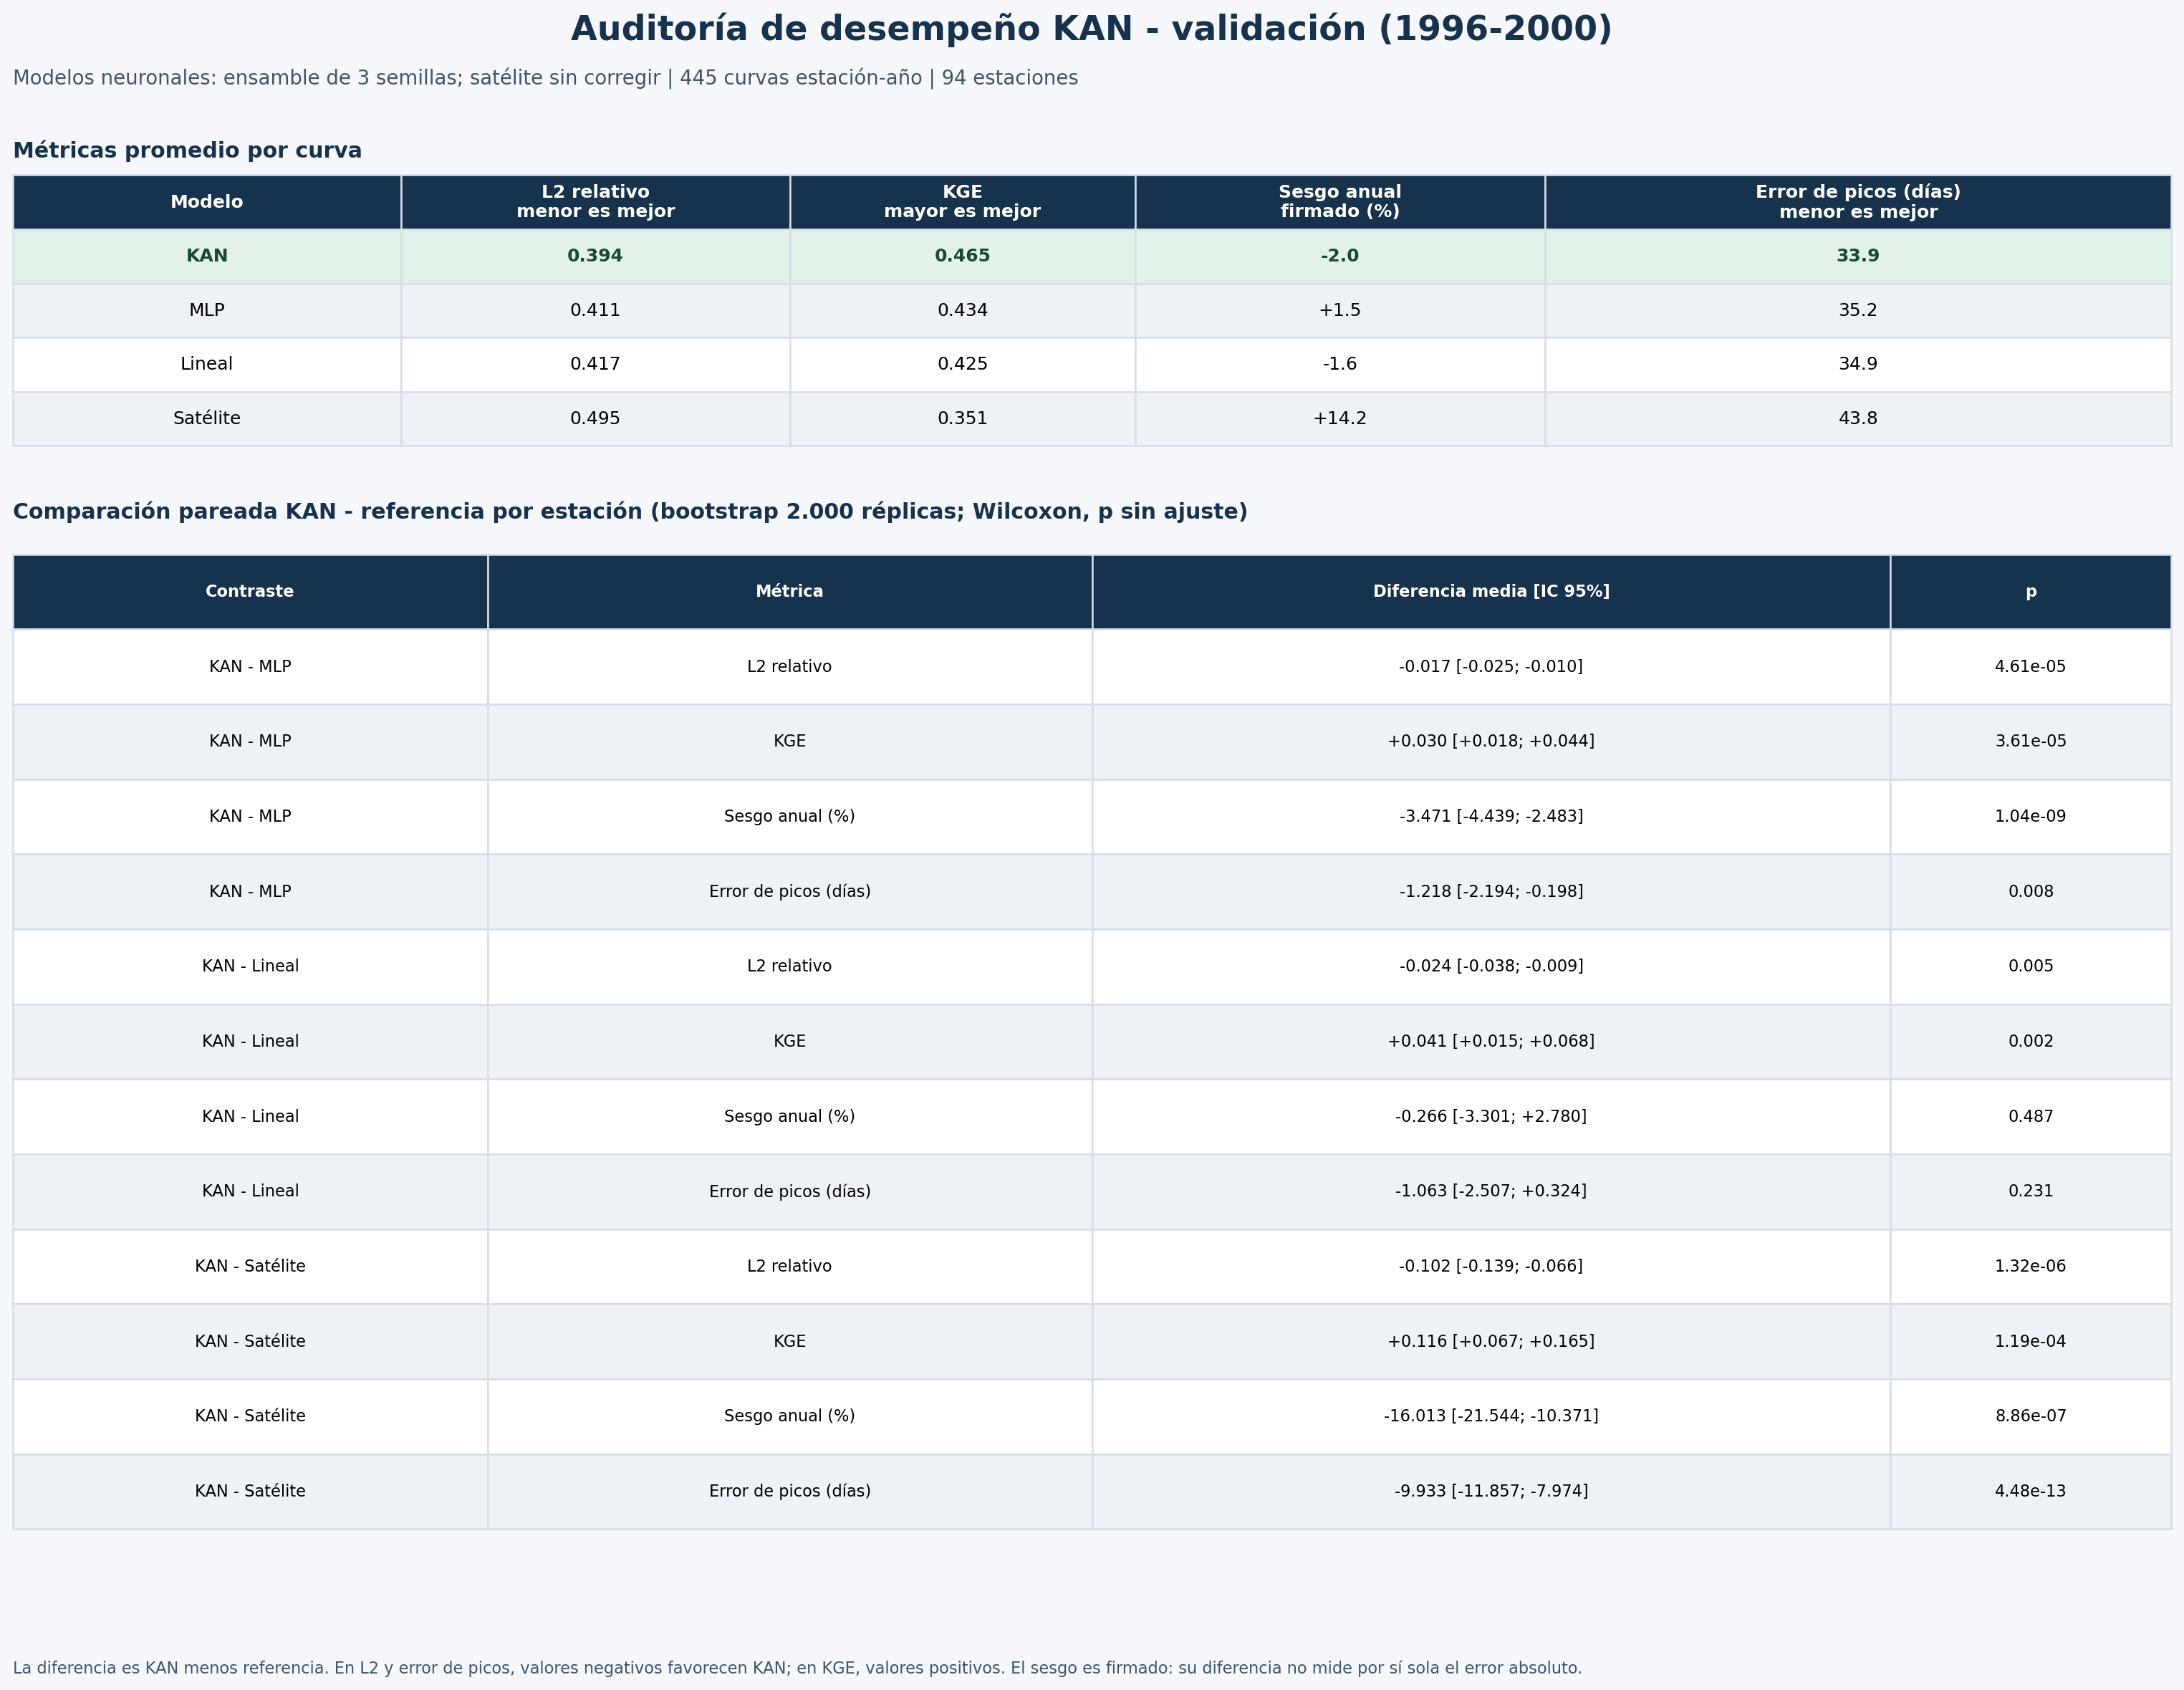 Auditoría de desempeño KAN - validación (1996-2000)
Modelos neuronales: ensamble de 3 semillas; satélite sin corregir | 445 curvas estación-año | 94 estaciones
Métricas promedio por curva
Modelo | L2 relativo menor es mejor | KGE mayor es mejor | Sesgo anual firmado (%) | Error de picos (días) menor es mejor
KAN | 0.394 | 0.465 | -2.0 | 33.9
MLP | 0.411 | 0.434 | +1.5 | 35.2
Lineal | 0.417 | 0.425 | -1.6 | 34.9
Satélite | 0.495 | 0.351 | +14.2 | 43.8
Comparación pareada KAN - referencia por estación (bootstrap 2.000 réplicas; Wilcoxon, p sin ajuste)
Contraste | Métrica | Diferencia media [IC 95%] | p
KAN - MLP | L2 relativo | -0.017 [-0.025; -0.010] | 4.61e-05
KAN - MLP | KGE | +0.030 [+0.018; +0.044] | 3.61e-05
KAN - MLP | Sesgo anual (%) | -3.471 [-4.439; -2.483] | 1.04e-09
KAN - MLP | Error de picos (días) | -1.218 [-2.194; -0.198] | 0.008
KAN - Lineal | L2 relativo | -0.024 [-0.038; -0.009] | 0.005
KAN - Lineal | KGE | +0.041 [+0.015; +0.068] | 0.002
KAN - Lineal | Sesgo anual (%) | -0.266 [-3.301; +2.780] | 0.487
KAN - Lineal | Error de picos (días) | -1.063 [-2.507; +0.324] | 0.231
KAN - Satélite | L2 relativo | -0.102 [-0.139; -0.066] | 1.32e-06
KAN - Satélite | KGE | +0.116 [+0.067; +0.165] | 1.19e-04
KAN - Satélite | Sesgo anual (%) | -16.013 [-21.544; -10.371] | 8.86e-07
KAN - Satélite | Error de picos (días) | -9.933 [-11.857; -7.974] | 4.48e-13
La diferencia es KAN menos referencia. En L2 y error de picos, valores negativos favorecen KAN; en KGE, valores positivos. El sesgo es firmado: su diferencia no mide por sí sola el error absoluto.